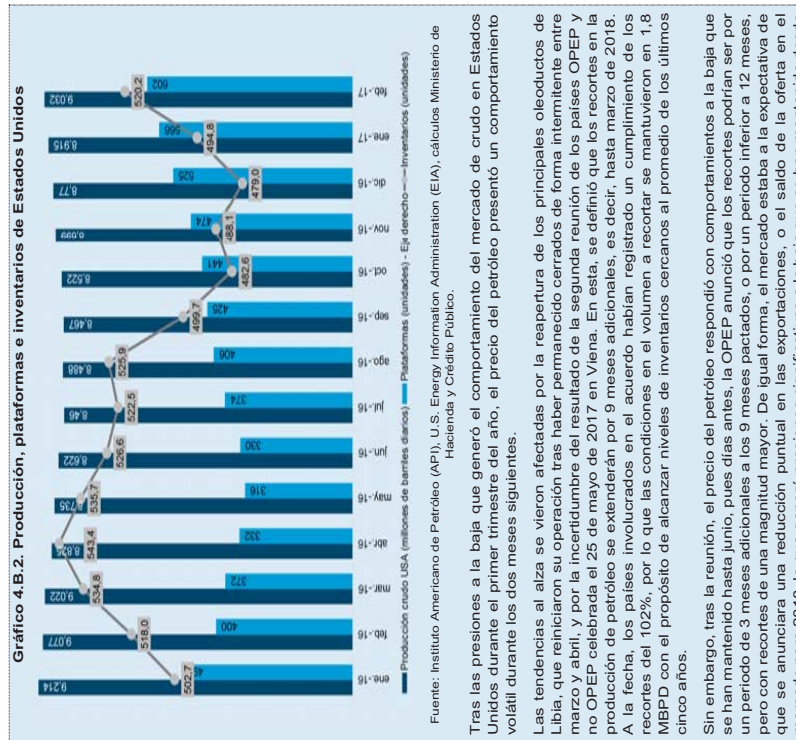 Gráfico 4.B.2. Producción, plataformas e inventarios de Estados Unidos
9,214
9,077
9,022
8,825
8,735
8,622
8,46
8,488
8,467
8,522
8,699
8,77
8,915
9,032
502,7
518,0
534,8
543,4
535,7
526,6
522,5
525,9
499,7
482,6
488,1
479,0
494,8
520,2
400
372
332
316
330
374
406
425
441
474
525
566
602
ene.-16
feb.-16
mar.-16
abr.-16
may.-16
jun.-16
jul.-16
ago.-16
sep.-16
oct.-16
nov.-16
dic.-16
ene.-17
feb.-17
Producción crudo USA (millones de barriles diarios)
Plataformas (unidades) - Eje derecho
Inventarios (unidades)
Fuente: Instituto Americano de Petróleo (API), U.S. Energy Information Administration (EIA), cálculos Ministerio de
Hacienda y Crédito Público.
Tras las presiones a la baja que generó el comportamiento del mercado de crudo en Estados
Unidos durante el primer trimestre del año, el precio del petróleo presentó un comportamiento
volátil durante los dos meses siguientes.
Las tendencias al alza se vieron afectadas por la reapertura de los principales oleoductos de
Libia, que reiniciaron su operación tras haber permanecido cerrados de forma intermitente entre
marzo y abril, y por la incertidumbre del resultado de la segunda reunión de los países OPEP y
no OPEP celebrada el 25 de mayo de 2017 en Viena. En esta, se definió que los recortes en la
producción de petróleo se extenderán por 9 meses adicionales, es decir, hasta marzo de 2018.
A la fecha, los países involucrados en el acuerdo habían registrado un cumplimiento de los
recortes del 102%, por lo que las condiciones en el volumen a recortar se mantuvieron en 1,8
MBPD con el propósito de alcanzar niveles de inventarios cercanos al promedio de los últimos
cinco años.
Sin embargo, tras la reunión, el precio del petróleo respondió con comportamientos a la baja que
se han mantenido hasta junio, pues días antes, la OPEP anunció que los recortes podrían ser por
un periodo de 3 meses adicionales a los 9 meses pactados, o por un periodo inferior a 12 meses,
pero con recortes de una magnitud mayor. De igual forma, el mercado estaba a la expectativa de
que se anunciara una reducción puntual en las exportaciones, o el saldo de la oferta en el